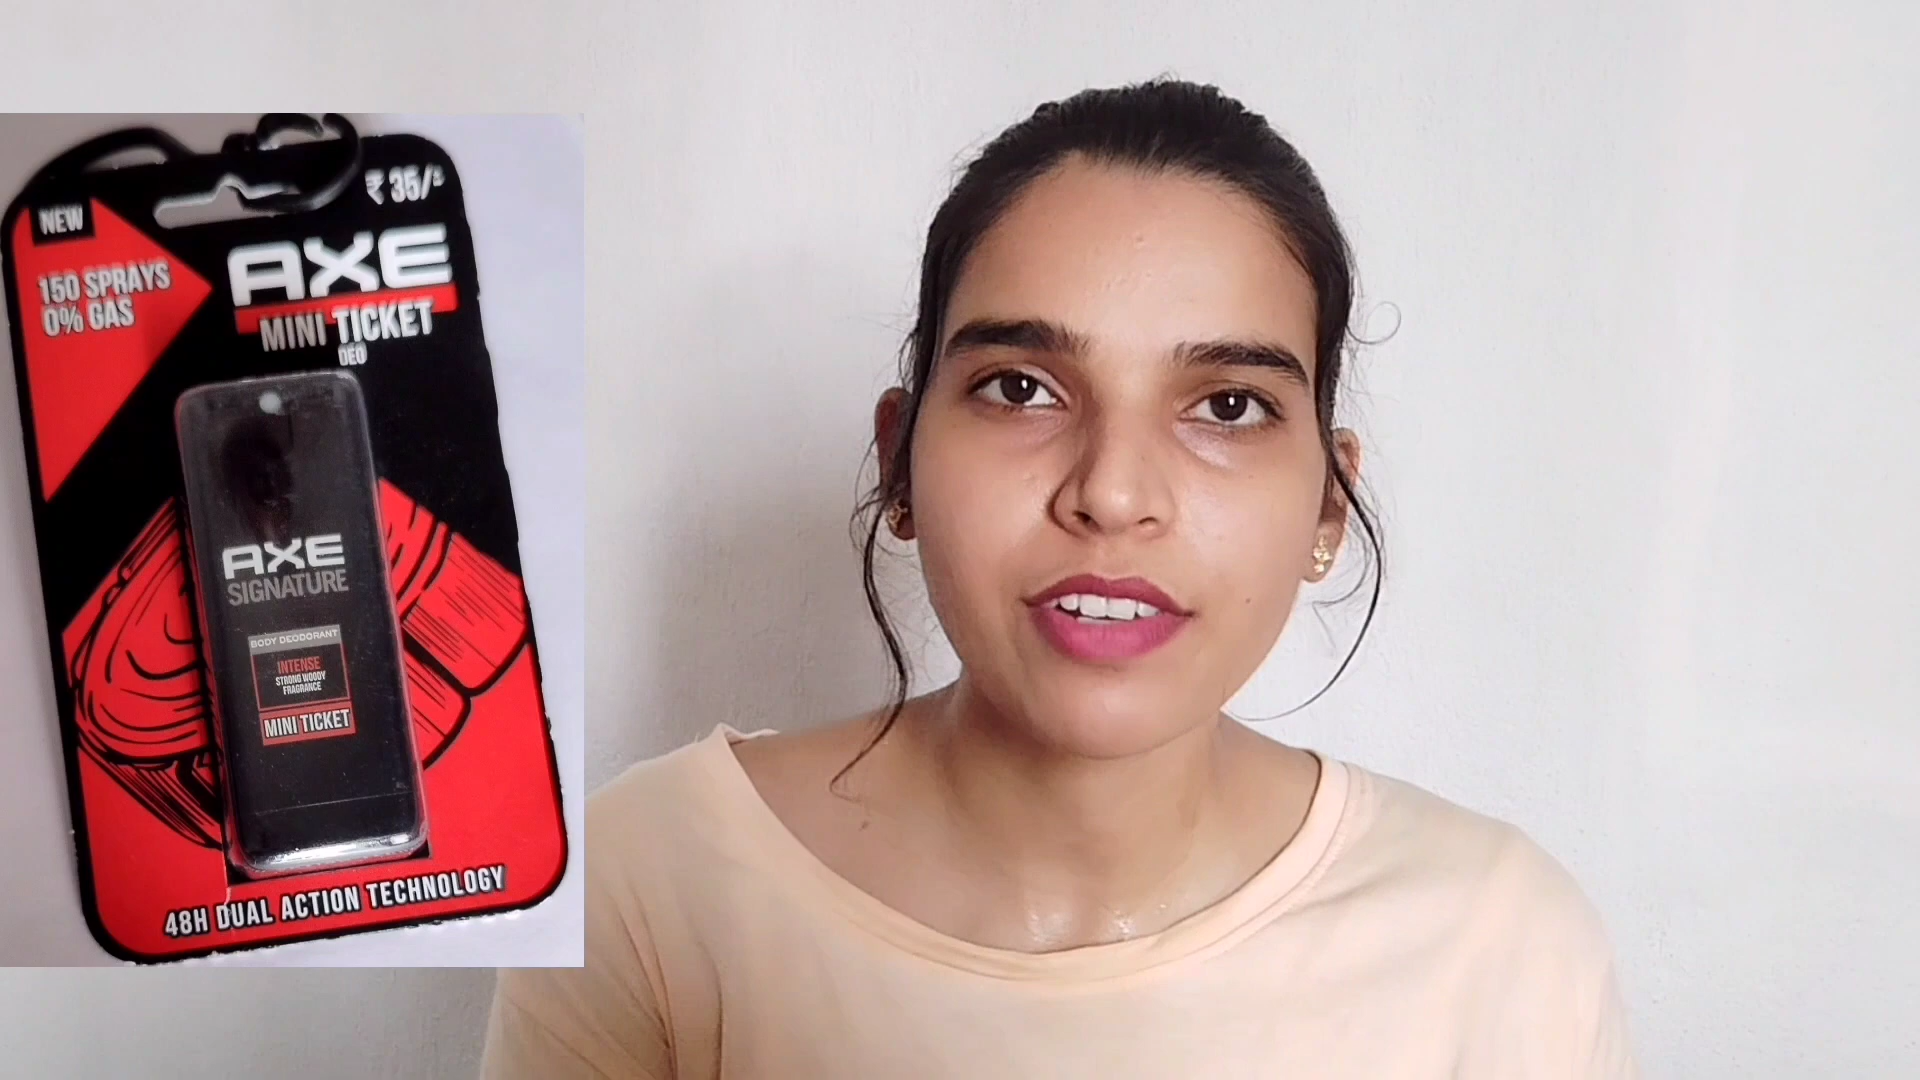 ₹ 35/-
NEW
150 SPRAYS
0% GAS
AXE
MINI TICKET
DEO
AXE
SIGNATURE
BODY DEODORANT
INTENSE
STRONG WOODY
FRAGRANCE
MINI TICKET
48H DUAL ACTION TECHNOLOGY